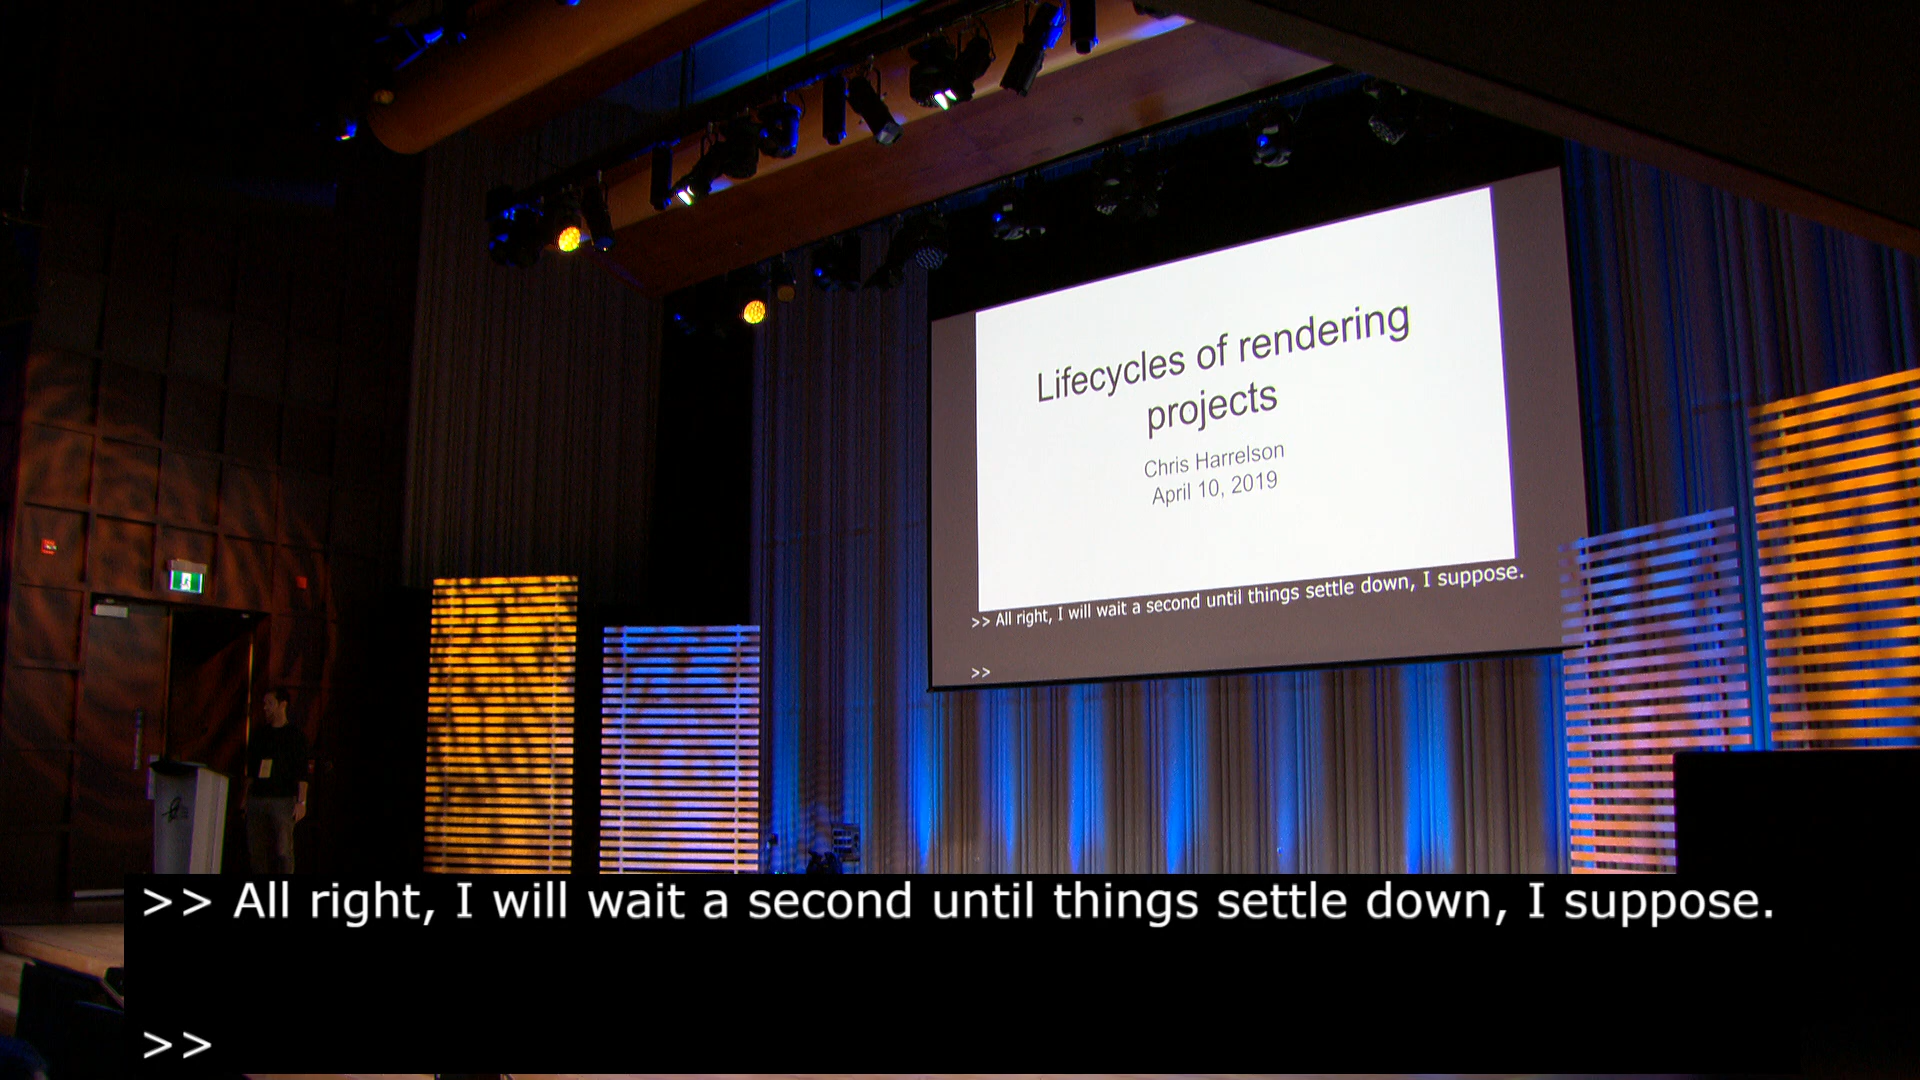 Lifecycles of rendering
projects
Chris Harrelson
April 10, 2019
>> All right, I will wait a second until things settle down, I suppose.
>>
>> All right, I will wait a second until things settle down, I suppose.
>>